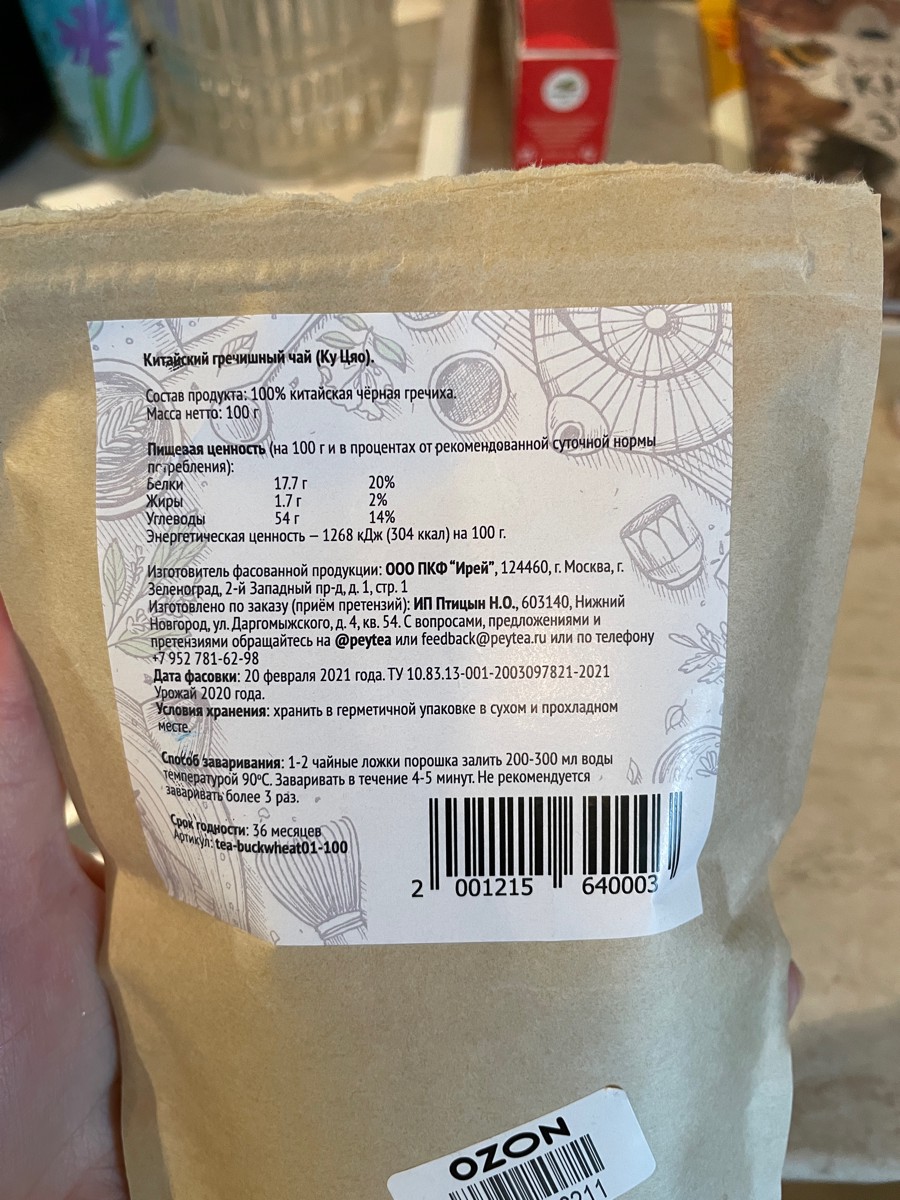 Китайский гречишный чай (Ку Цяо).
Состав продукта: 100% китайская чёрная гречиха.
Масса нетто: 100 г
Пищевая ценность (на 100 г и в процентах от рекомендованной суточной нормы
потребления):
Белки 17.7 г 20%
Жиры 1.7 г 2%
Углеводы 54 г 14%
Энергетическая ценность — 1268 кДж (304 ккал) на 100 г.
Изготовитель фасованной продукции: ООО ПКФ "Ирей", 124460, г. Москва, г.
Зеленоград, 2-й Западный пр-д, д. 1, стр. 1
Изготовлено по заказу (приём претензий): ИП Птицын Н.О., 603140, Нижний
Новгород, ул. Даргомыжского, д. 4, кв. 54. С вопросами, предложениями и
претензиями обращайтесь на @peytea или feedback@peytea.ru или по телефону
+7 952 781-62-98
Дата фасовки: 20 февраля 2021 года. ТУ 10.83.13-001-2003097821-2021
Урожай 2020 года.
Условия хранения: хранить в герметичной упаковке в сухом и прохладном
месте.
Способ заваривания: 1-2 чайные ложки порошка залить 200-300 мл воды
температурой 90ºС. Заваривать в течение 4-5 минут. Не рекомендуется
заваривать более 3 раз.
Срок годности: 36 месяцев
Артикул: tea-buckwheat01-100
2 001215 640003
OZON